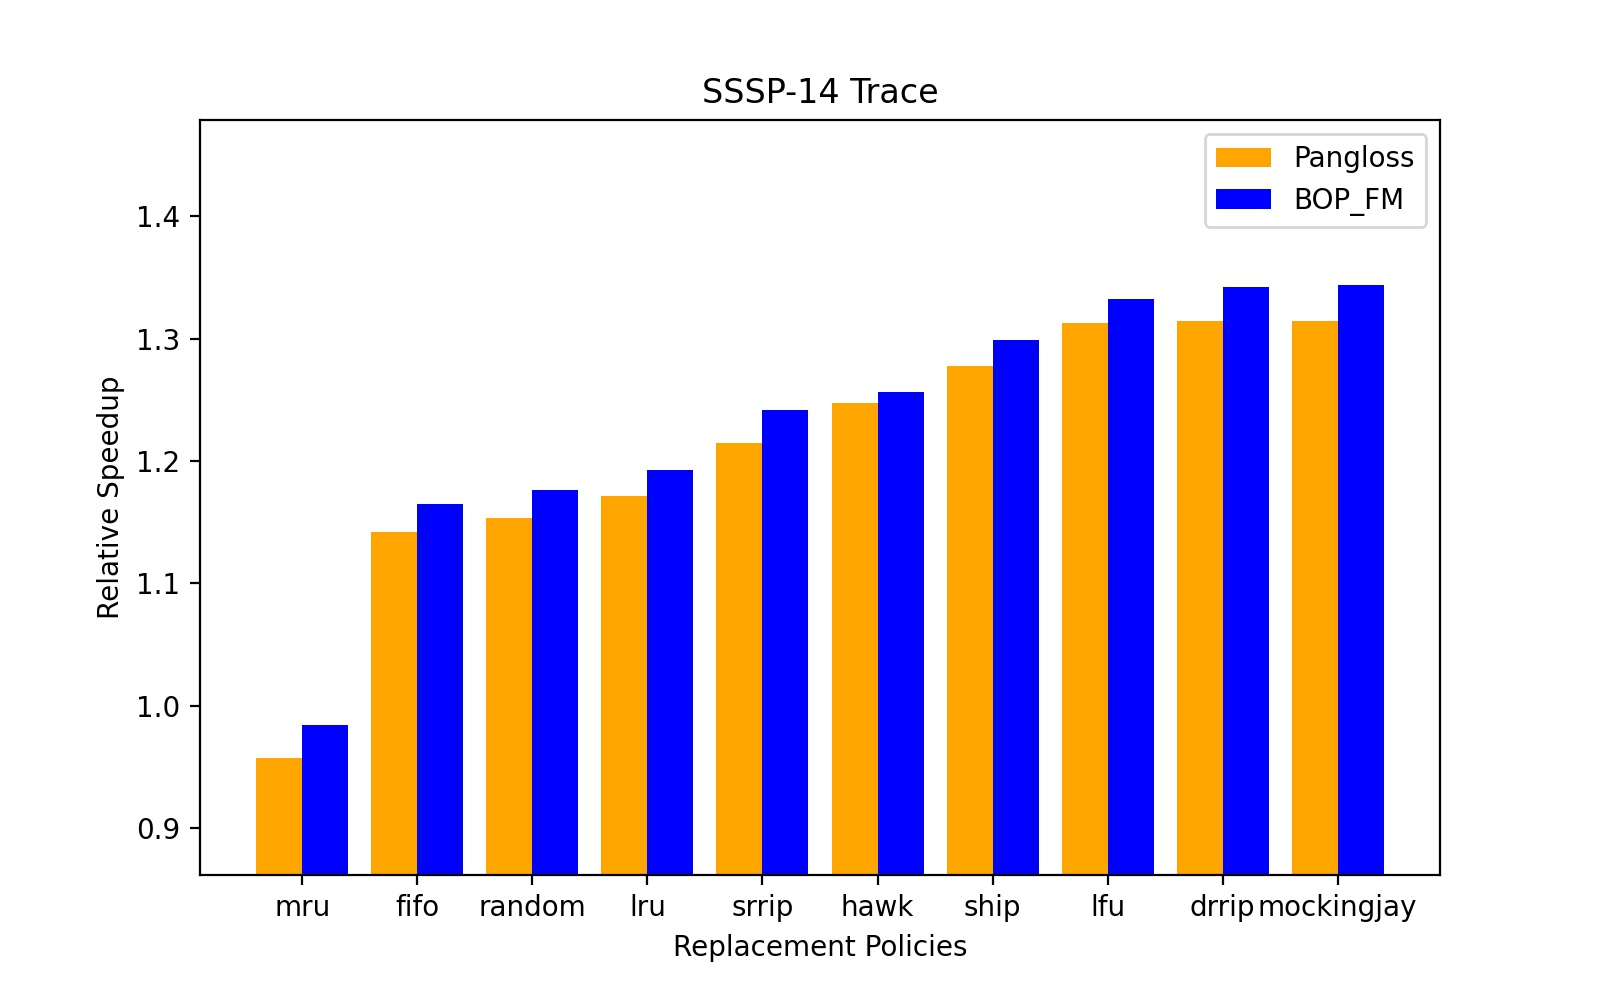 SSSP-14 Trace
Pangloss
BOP_FM
Relative Speedup
1.4
1.3
1.2
1.1
1.0
0.9
mru fifo random lru srrip hawk ship lfu drrip mockingjay
Replacement Policies